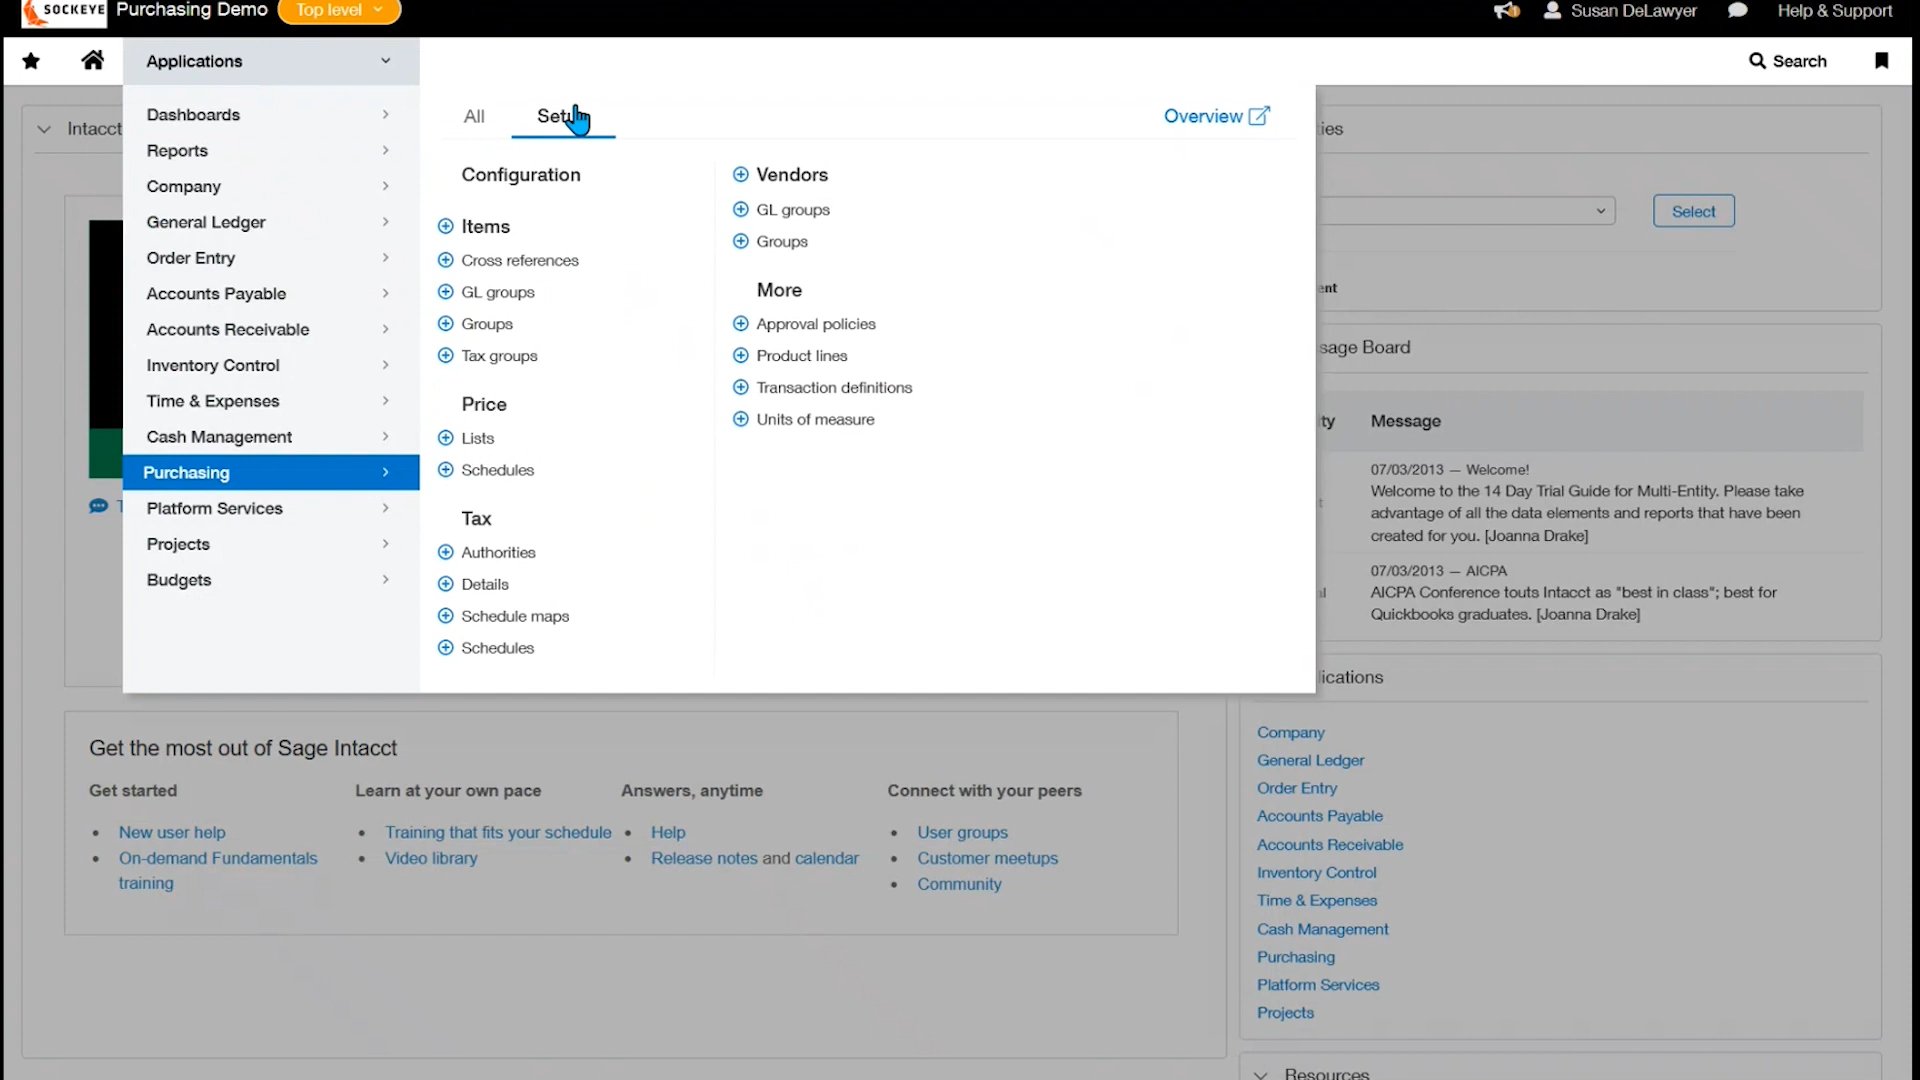 SOCKEYE
Purchasing Demo
Top level
Susan DeLawyer
Help & Support
Applications
Search
Dashboards
Reports
Company
General Ledger
Order Entry
Accounts Payable
Accounts Receivable
Inventory Control
Time & Expenses
Cash Management
Purchasing
Platform Services
Projects
Budgets
All
Overview
Configuration
Items
Cross references
GL groups
Groups
Tax groups
Price
Lists
Schedules
Tax
Authorities
Details
Schedule maps
Schedules
Vendors
GL groups
Groups
More
Approval policies
Product lines
Transaction definitions
Units of measure
Intacct
Select
sage Board
Message
07/03/2013 — Welcome!
Welcome to the 14 Day Trial Guide for Multi-Entity. Please take
advantage of all the data elements and reports that have been
created for you. [Joanna Drake]
07/03/2013 — AICPA
AICPA Conference touts Intacct as "best in class"; best for
Quickbooks graduates. [Joanna Drake]
lications
Company
General Ledger
Order Entry
Accounts Payable
Accounts Receivable
Inventory Control
Time & Expenses
Cash Management
Purchasing
Platform Services
Projects
Resources
Get the most out of Sage Intacct
Get started
New user help
On-demand Fundamentals
training
Learn at your own pace
Training that fits your schedule
Video library
Answers, anytime
Help
Release notes and calendar
Connect with your peers
User groups
Customer meetups
Community